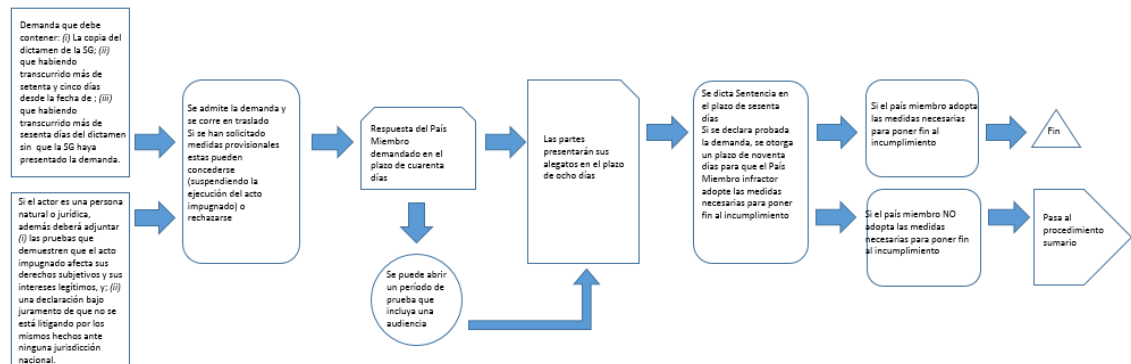 Demanda que debe
contener: (i) La copia del
dictamen de la SG; (ii)
que habiendo
transcurrido más de
setenta y cinco días
desde la fecha de ; (iii)
que habiendo
transcurrido más de
sesenta días del dictamen
sin que la SG haya
presentado la demanda.
Si el actor es una persona
natural o jurídica,
además deberá adjuntar
(i) las pruebas que
demuestren que el acto
impugnado afecta sus
derechos subjetivos y sus
intereses legítimos, y; (ii)
una declaración bajo
juramento de que no se
está litigando por los
mismos hechos ante
ninguna jurisdicción
nacional.
Se admite la demanda y
se corre en traslado
Si se han solicitado
medidas provisionales
estas pueden
concederse
(suspendiendo la
ejecución del acto
impugnado) o
rechazarse
Respuesta del País
Miembro
demandado en el
plazo de cuarenta
días
Se puede abrir
un período de
prueba que
incluya una
audiencia
Las partes
presentarán sus
alegatos en el plazo
de ocho días
Se dicta Sentencia en
el plazo de sesenta
días
Si se declara probada
la demanda, se otorga
un plazo de noventa
días para que el País
Miembro infractor
adopte las medidas
necesarias para poner
fin al incumplimiento
Si el país miembro adopta
las medidas necesarias
para poner fin al
incumplimiento
Fin
Si el país miembro NO
adopta las medidas
necesarias para poner fin
al incumplimiento
Pasa al
procedimiento
sumario